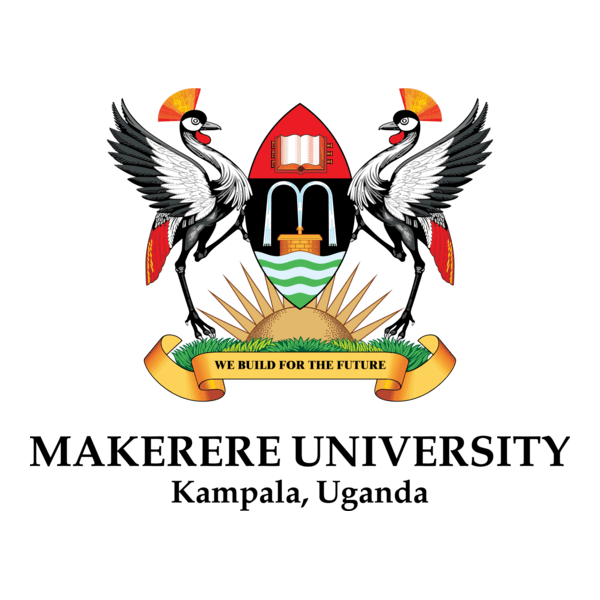 WE BUILD FOR THE FUTURE
MAKERERE UNIVERSITY
Kampala, Uganda